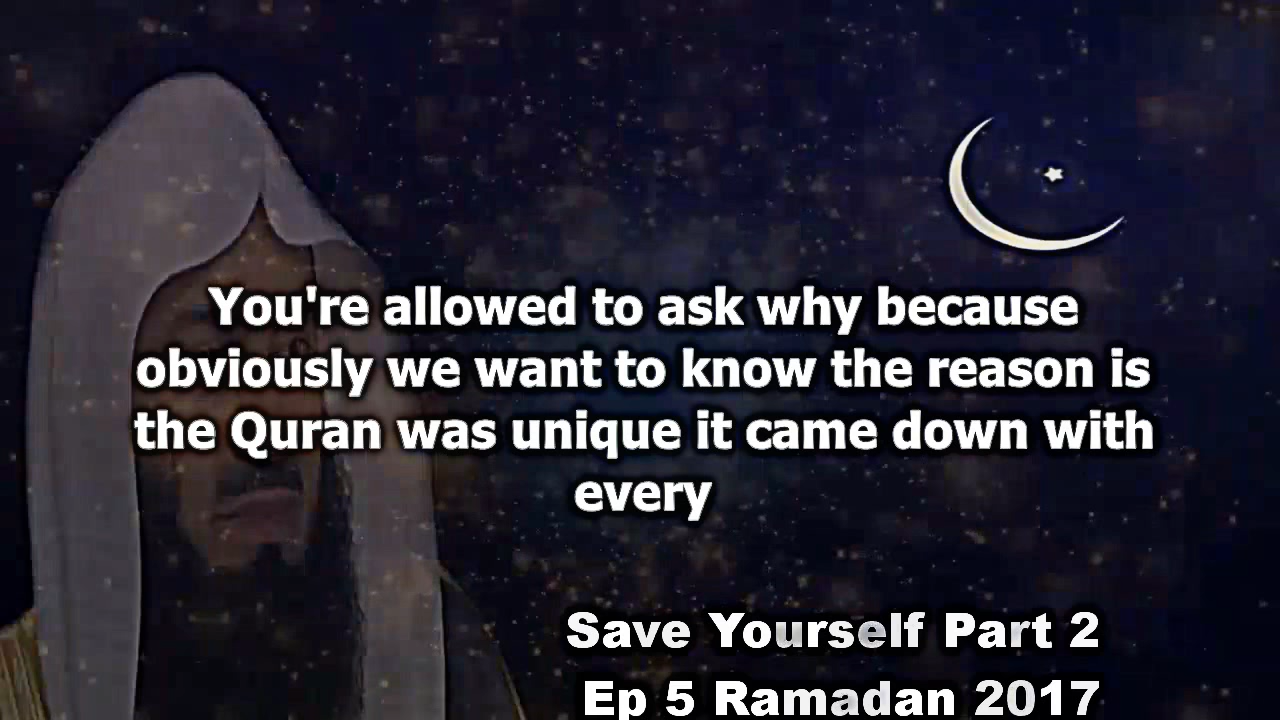 You're allowed to ask why because
obviously we want to know the reason is
the Quran was unique it came down with
every
Save Yourself Part 2
Ep 5 Ramadan 2017